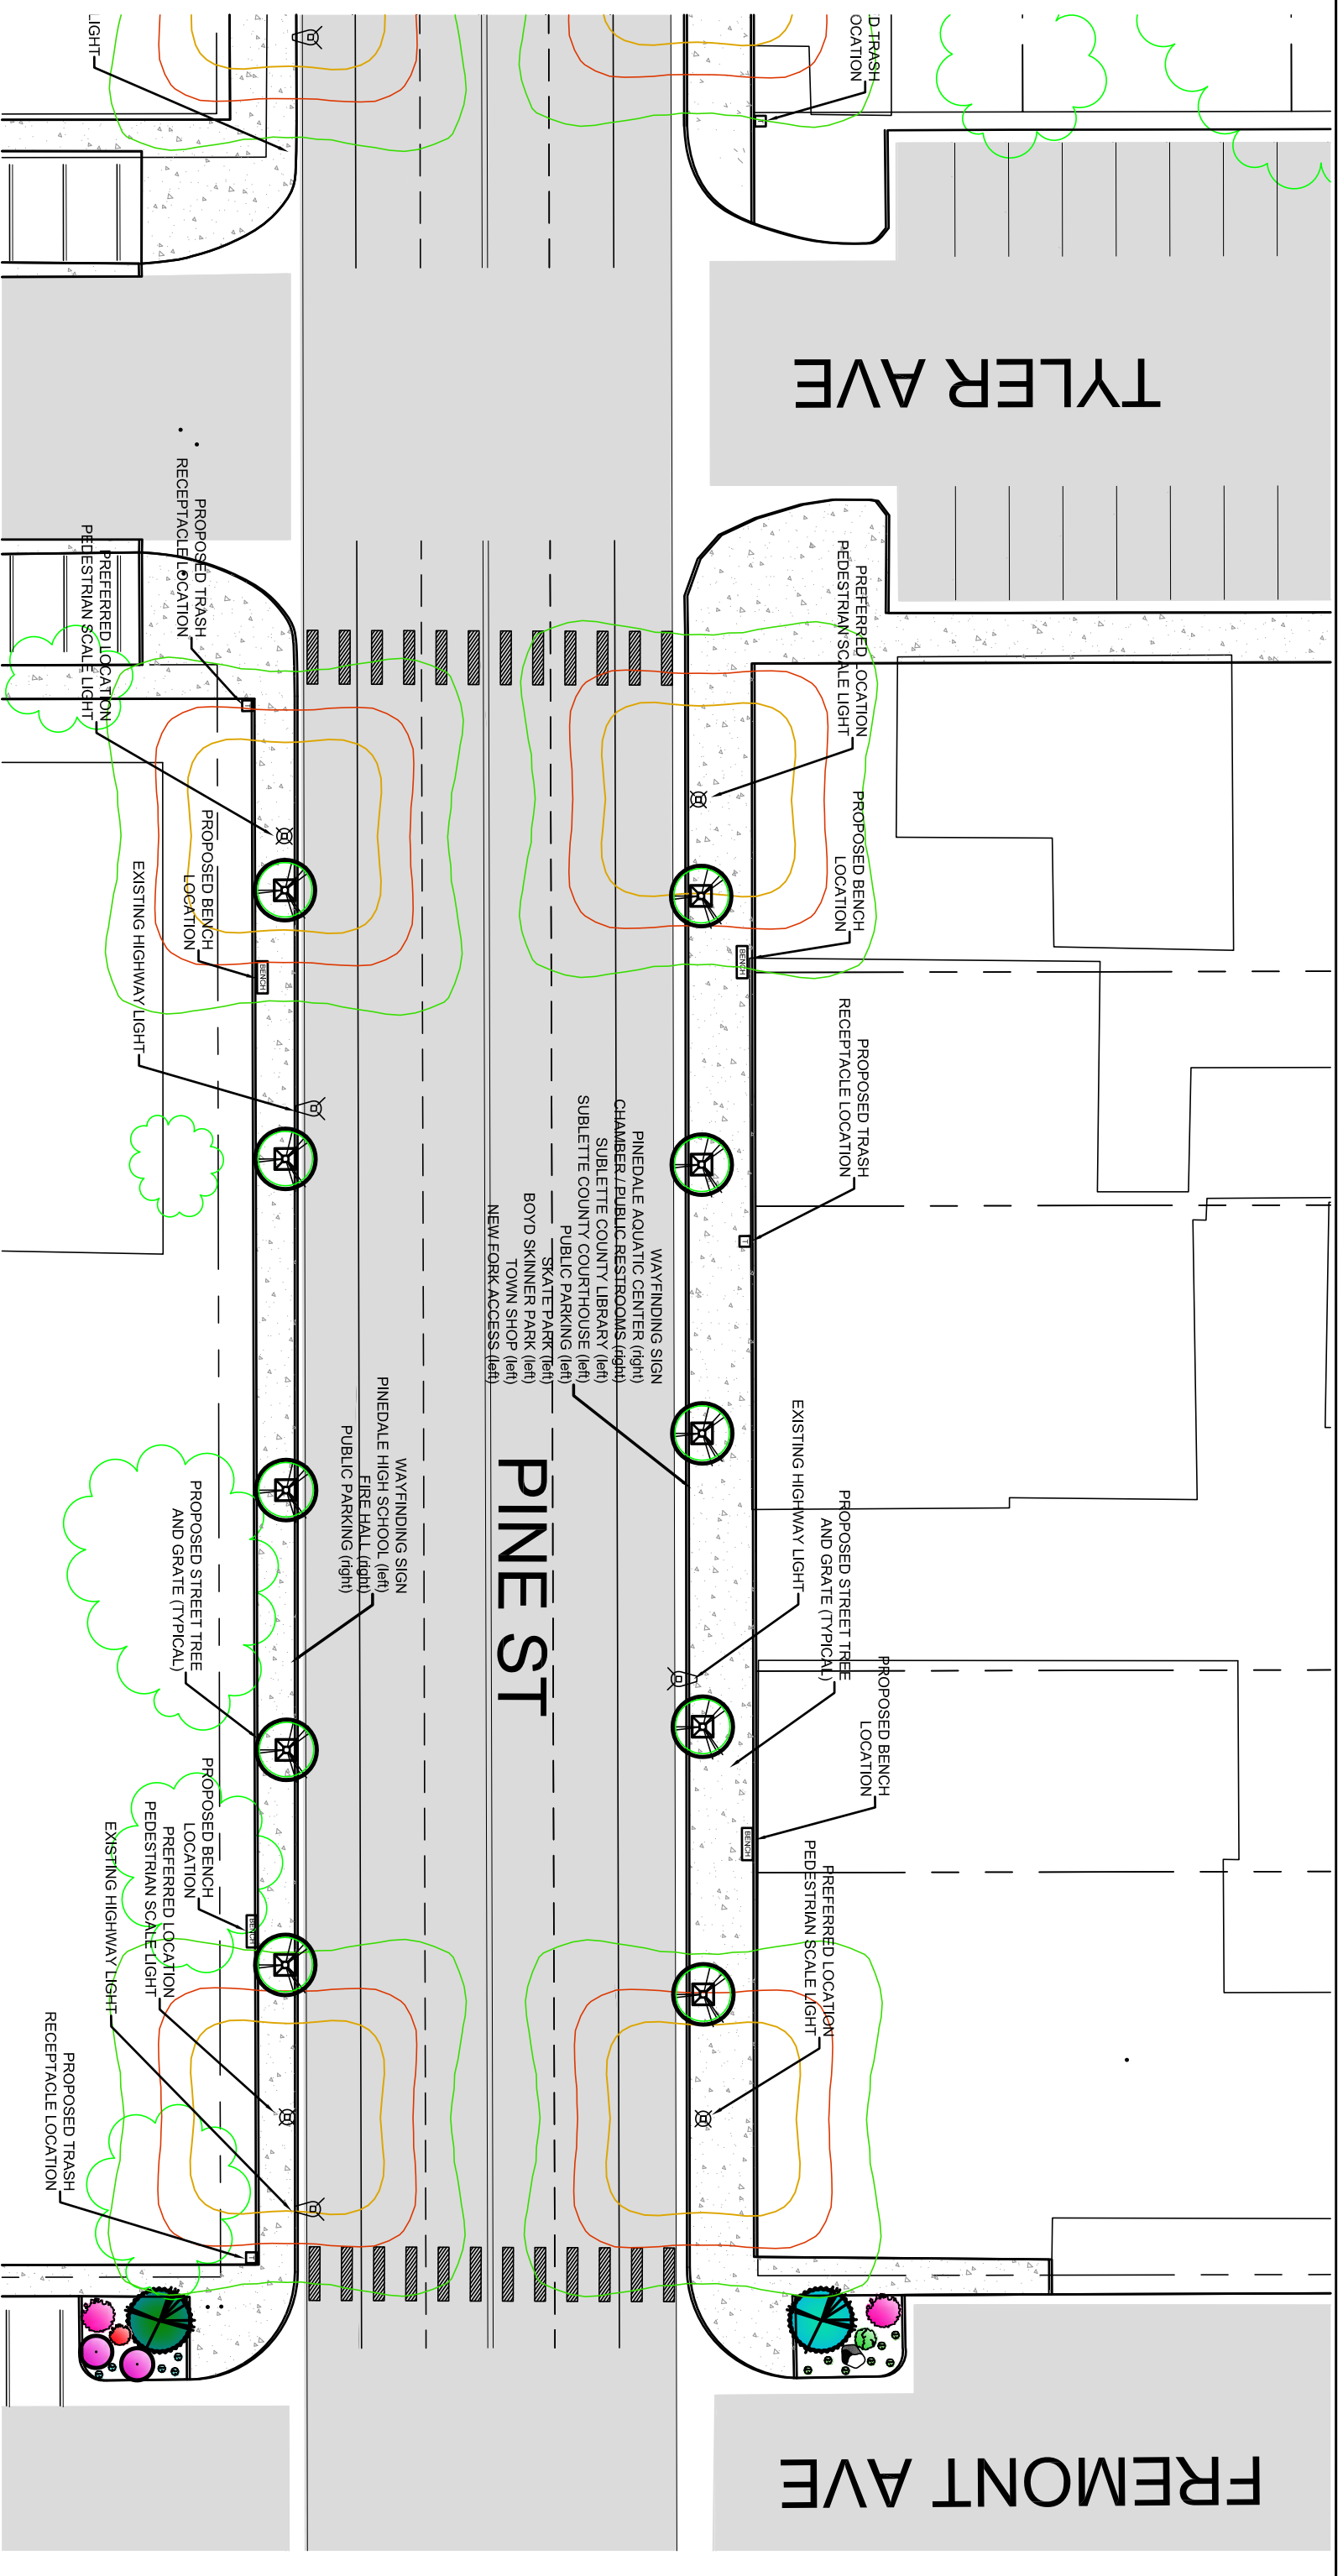 LIGHT
D TRASH
OCATION
TYLER AVE
PROPOSED TRASH
RECEPTACLE LOCATION
PREFERRED LOCATION
PEDESTRIAN SCALE LIGHT
PREFERRED LOCATION
PEDESTRIAN SCALE LIGHT
T
PROPOSED BENCH
LOCATION
BENCH
PROPOSED BENCH
LOCATION
BENCH
EXISTING HIGHWAY LIGHT
PROPOSED TRASH
RECEPTACLE LOCATION
T
WAYFINDING SIGN
PINEDALE AQUATIC CENTER (right)
CHAMBER / PUBLIC RESTROOMS (right)
SUBLETTE COUNTY LIBRARY (left)
SUBLETTE COUNTY COURTHOUSE (left)
PUBLIC PARKING (left)
SKATE PARK (left)
BOYD SKINNER PARK (left)
TOWN SHOP (left)
NEW FORK ACCESS (left)
WAYFINDING SIGN
PINEDALE HIGH SCHOOL (left)
FIRE HALL (right)
PUBLIC PARKING (right)
PINE ST
EXISTING HIGHWAY LIGHT
PROPOSED STREET TREE
AND GRATE (TYPICAL)
PROPOSED STREET TREE
AND GRATE (TYPICAL)
PROPOSED BENCH
LOCATION
BENCH
PROPOSED BENCH
LOCATION
BENCH
PREFERRED LOCATION
PEDESTRIAN SCALE LIGHT
PREFERRED LOCATION
PEDESTRIAN SCALE LIGHT
EXISTING HIGHWAY LIGHT
PROPOSED TRASH
RECEPTACLE LOCATION
FREMONT AVE